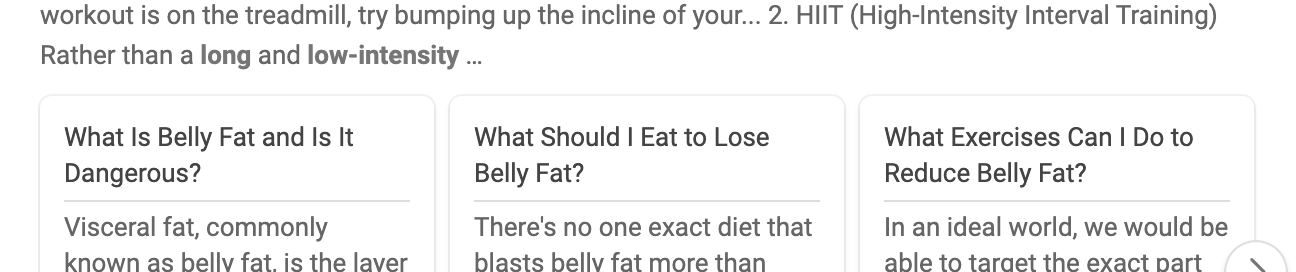 workout is on the treadmill, try bumping up the incline of your... 2. HIIT (High-Intensity Interval Training)
Rather than a long and low-intensity ...
What Is Belly Fat and Is It
Dangerous?
Visceral fat, commonly
known as belly fat, is the layer
What Should I Eat to Lose
Belly Fat?
There's no one exact diet that
blasts belly fat more than
What Exercises Can I Do to
Reduce Belly Fat?
In an ideal world, we would be
able to target the exact part